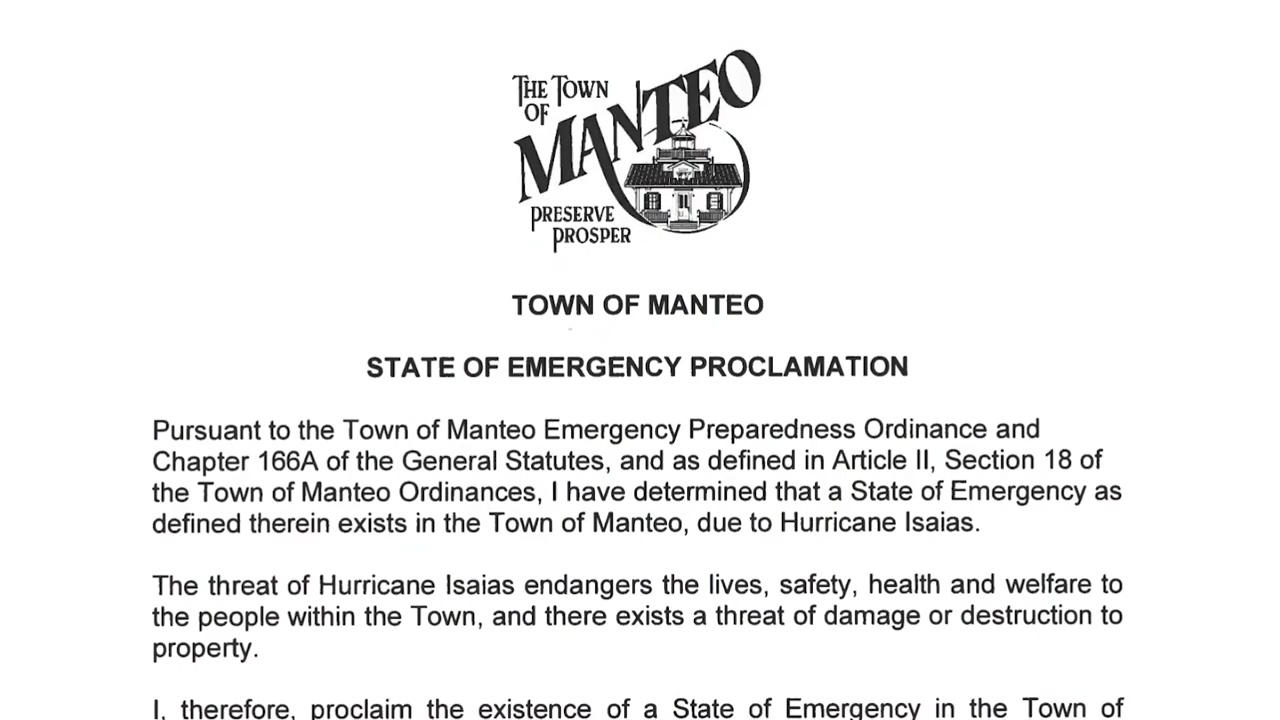 THE TOWN
OF
MANTEO
PRESERVE
PROSPER
TOWN OF MANTEO
STATE OF EMERGENCY PROCLAMATION
Pursuant to the Town of Manteo Emergency Preparedness Ordinance and
Chapter 166A of the General Statutes, and as defined in Article II, Section 18 of
the Town of Manteo Ordinances, I have determined that a State of Emergency as
defined therein exists in the Town of Manteo, due to Hurricane Isaias.
The threat of Hurricane Isaias endangers the lives, safety, health and welfare to
the people within the Town, and there exists a threat of damage or destruction to
property.
I, therefore, proclaim the existence of a State of Emergency in the Town of